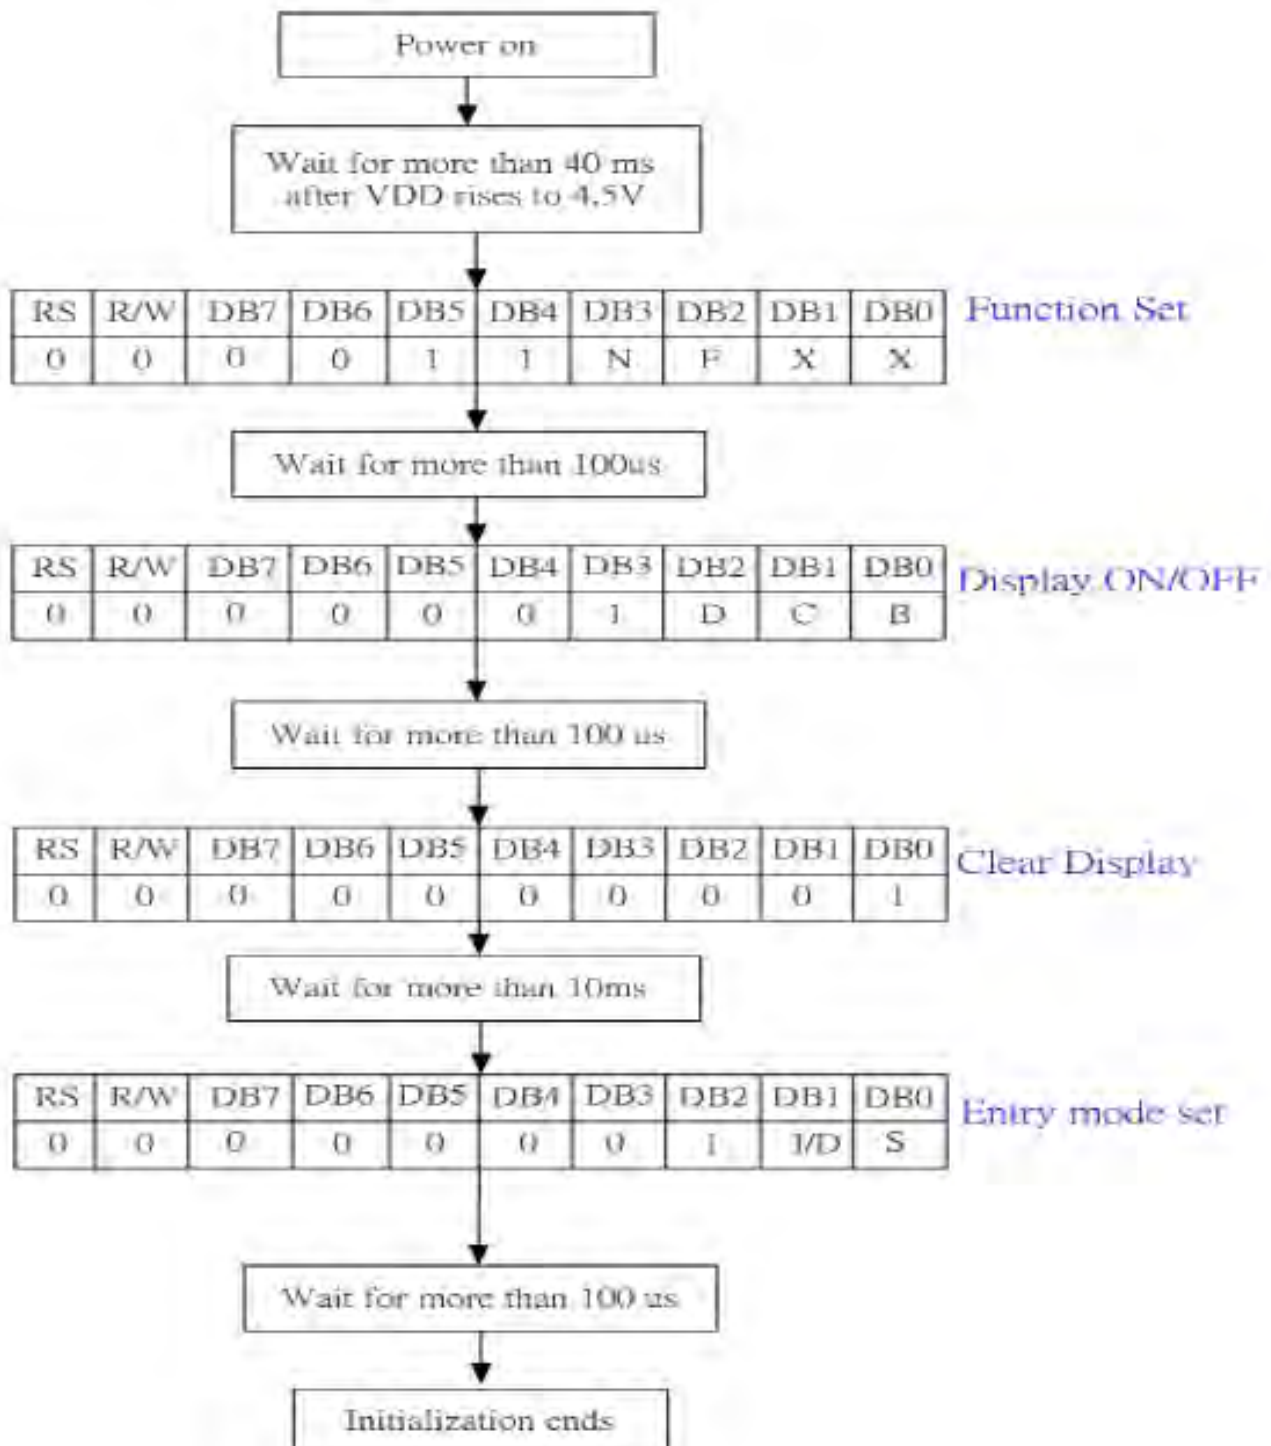 Power on
Wait for more than 40 ms
after VDD rises to 4.5V
RS R/W DB7 DB6 DB5 DB4 DB3 DB2 DB1 DB0 Function Set
0 0 0 0 1 1 N F X X
Wait for more than 100us
RS R/W DB7 DB6 DB5 DB4 DB3 DB2 DB1 DB0 Display ON/OFF
0 0 0 0 0 0 1 D C B
Wait for more than 100 us
RS R/W DB7 DB6 DB5 DB4 DB3 DB2 DB1 DB0 Clear Display
0 0 0 0 0 0 0 0 0 1
Wait for more than 10ms
RS R/W DB7 DB6 DB5 DB4 DB3 DB2 DB1 DB0 Entry mode set
0 0 0 0 0 0 0 1 I/D S
Wait for more than 100 us
Initialization ends